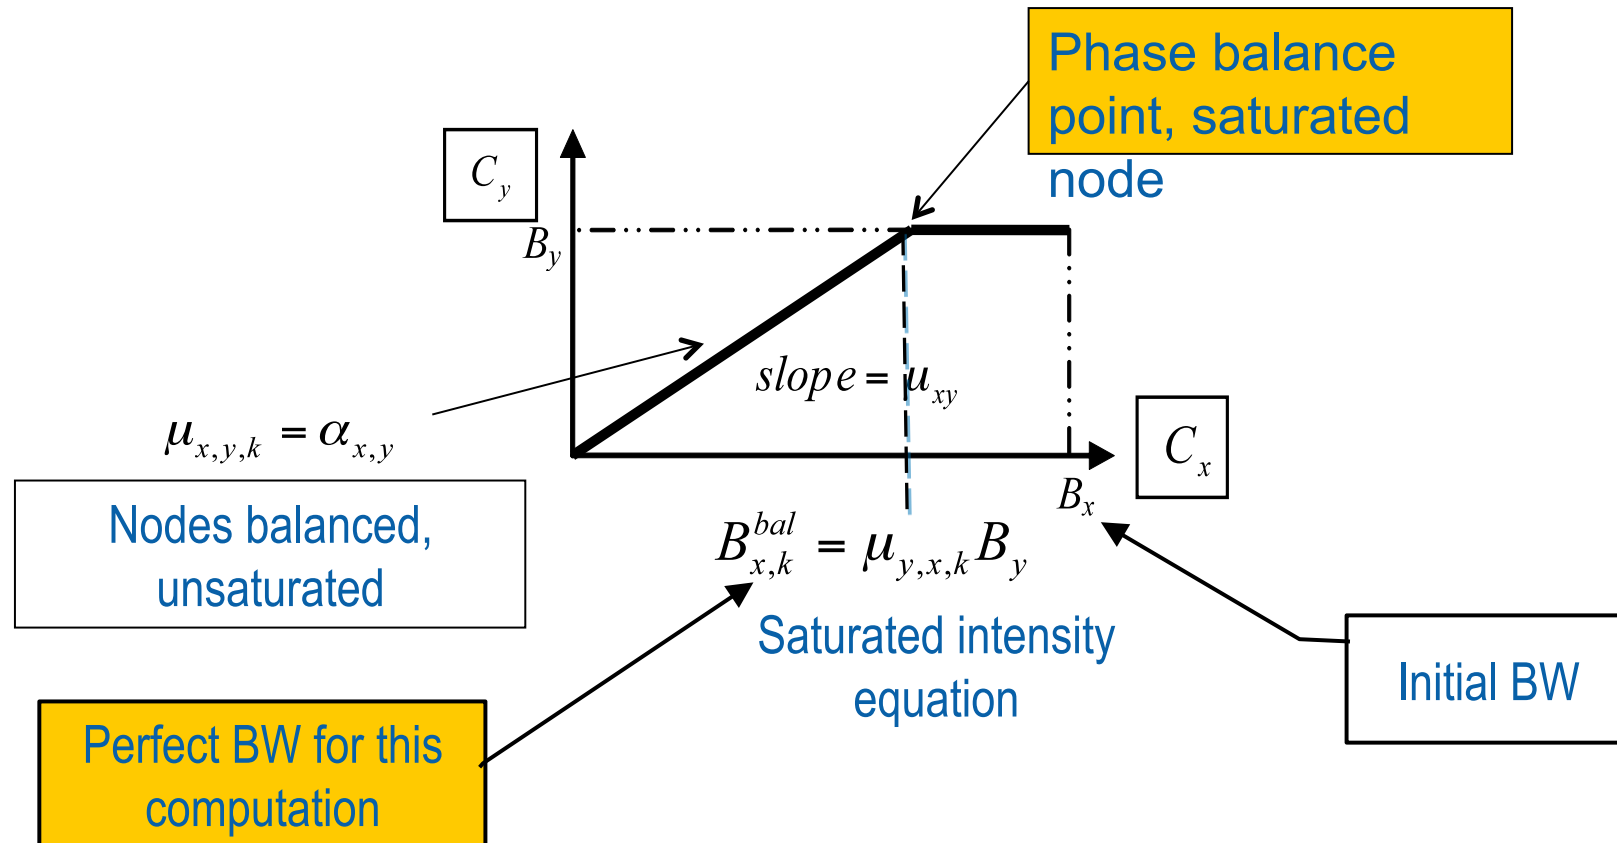 Phase balance
point, saturated
node
C_y
B_y
slope = μ_xy
μ_x,y,k = α_x,y
C_x
B_x
Nodes balanced,
unsaturated
B^bal_x,k = μ_y,x,k B_y
Saturated intensity
equation
Initial BW
Perfect BW for this
computation